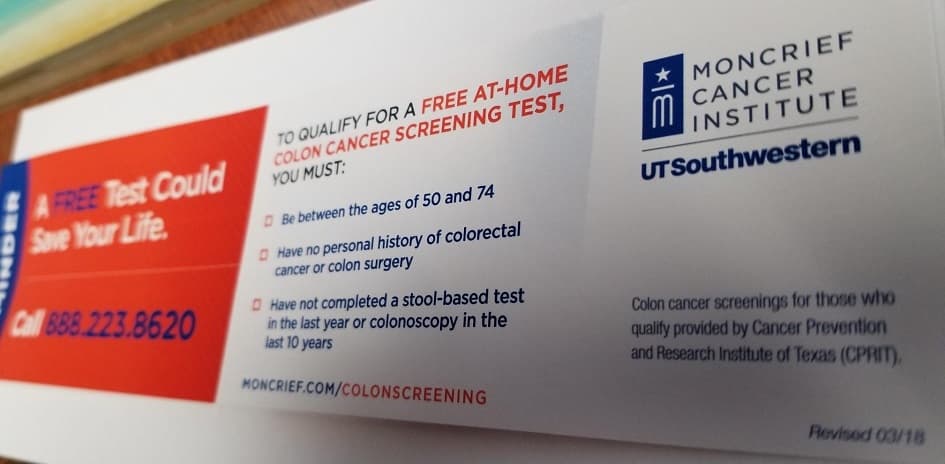 INDER
A FREE Test Could
Save Your Life.
Call 888.223.8620
TO QUALIFY FOR A FREE AT-HOME
COLON CANCER SCREENING TEST,
YOU MUST:
Be between the ages of 50 and 74
Have no personal history of colorectal
cancer or colon surgery
Have not completed a stool-based test
in the last year or colonoscopy in the
last 10 years
MONCRIEF.COM/COLONSCREENING
m
MONCRIEF
CANCER
INSTITUTE
UTSouthwestern
Colon cancer screenings for those who
qualify provided by Cancer Prevention
and Research Institute of Texas (CPRIT).
Revised 03/18